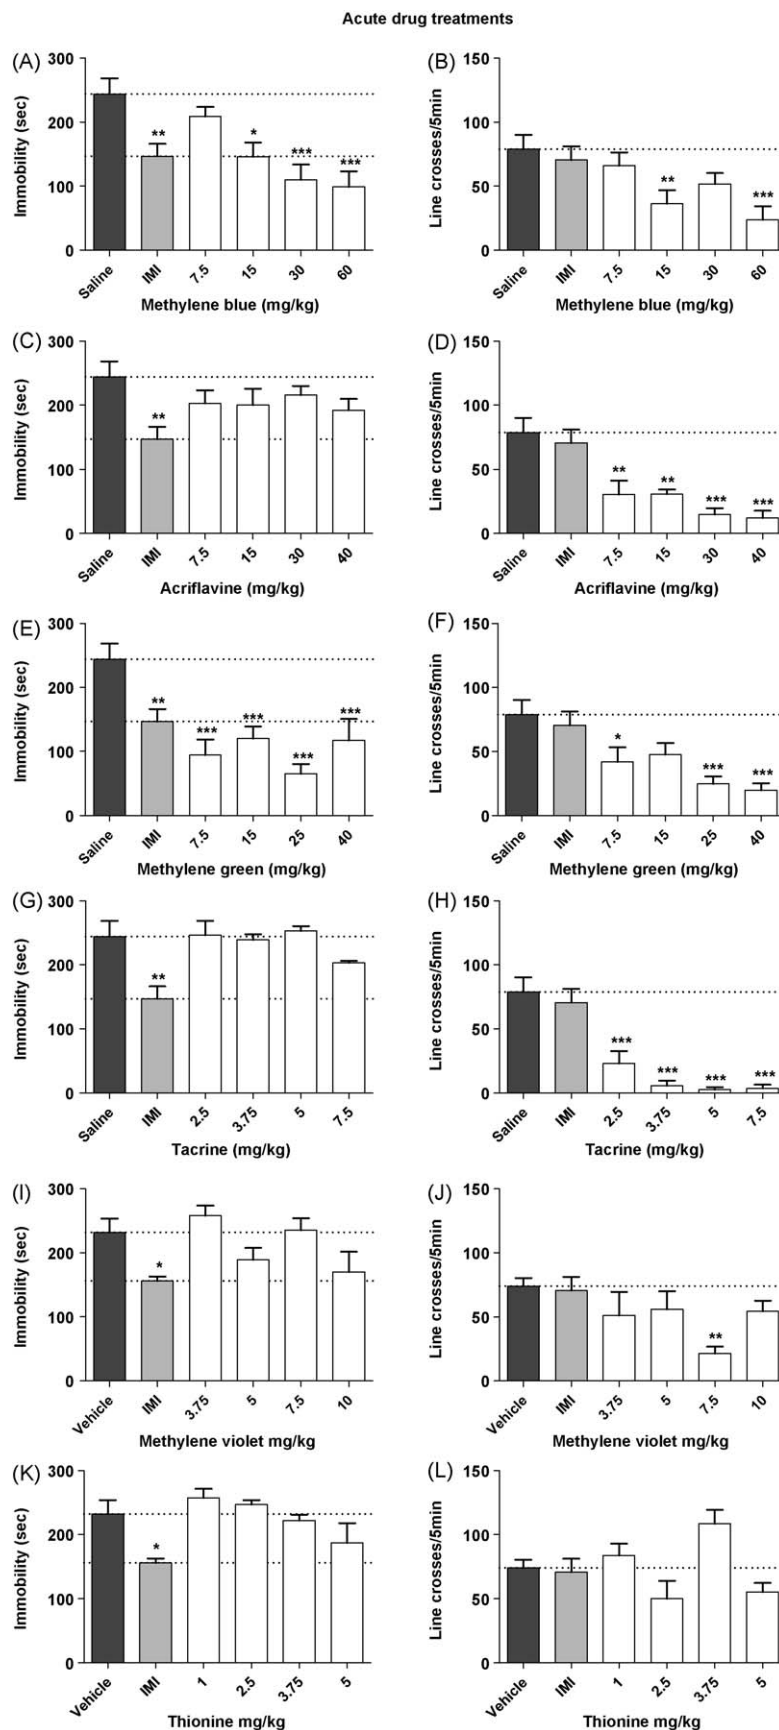 Acute drug treatments
(A)
Immobility (sec)
300
200
100
0
** * *** ***
Saline IMI 7.5 15 30 60
Methylene blue (mg/kg)
(B)
Line crosses/5min
150
100
50
0
** ***
Saline IMI 7.5 15 30 60
Methylene blue (mg/kg)
(C)
Immobility (sec)
300
200
100
0
**
Saline IMI 7.5 15 30 40
Acriflavine (mg/kg)
(D)
Line crosses/5min
150
100
50
0
** ** *** ***
Saline IMI 7.5 15 30 40
Acriflavine (mg/kg)
(E)
Immobility (sec)
300
200
100
0
** *** *** *** ***
Saline IMI 7.5 15 25 40
Methylene green (mg/kg)
(F)
Line crosses/5min
150
100
50
0
* *** ***
Saline IMI 7.5 15 25 40
Methylene green (mg/kg)
(G)
Immobility (sec)
300
200
100
0
**
Saline IMI 2.5 3.75 5 7.5
Tacrine (mg/kg)
(H)
Line crosses/5min
150
100
50
0
*** *** *** ***
Saline IMI 2.5 3.75 5 7.5
Tacrine (mg/kg)
(I)
Immobility (sec)
300
200
100
0
*
Vehicle IMI 3.75 5 7.5 10
Methylene violet mg/kg
(J)
Line crosses/5min
150
100
50
0
**
Vehicle IMI 3.75 5 7.5 10
Methylene violet mg/kg
(K)
Immobility (sec)
300
200
100
0
*
Vehicle IMI 1 2.5 3.75 5
Thionine mg/kg
(L)
Line crosses/5min
150
100
50
0
Vehicle IMI 1 2.5 3.75 5
Thionine mg/kg